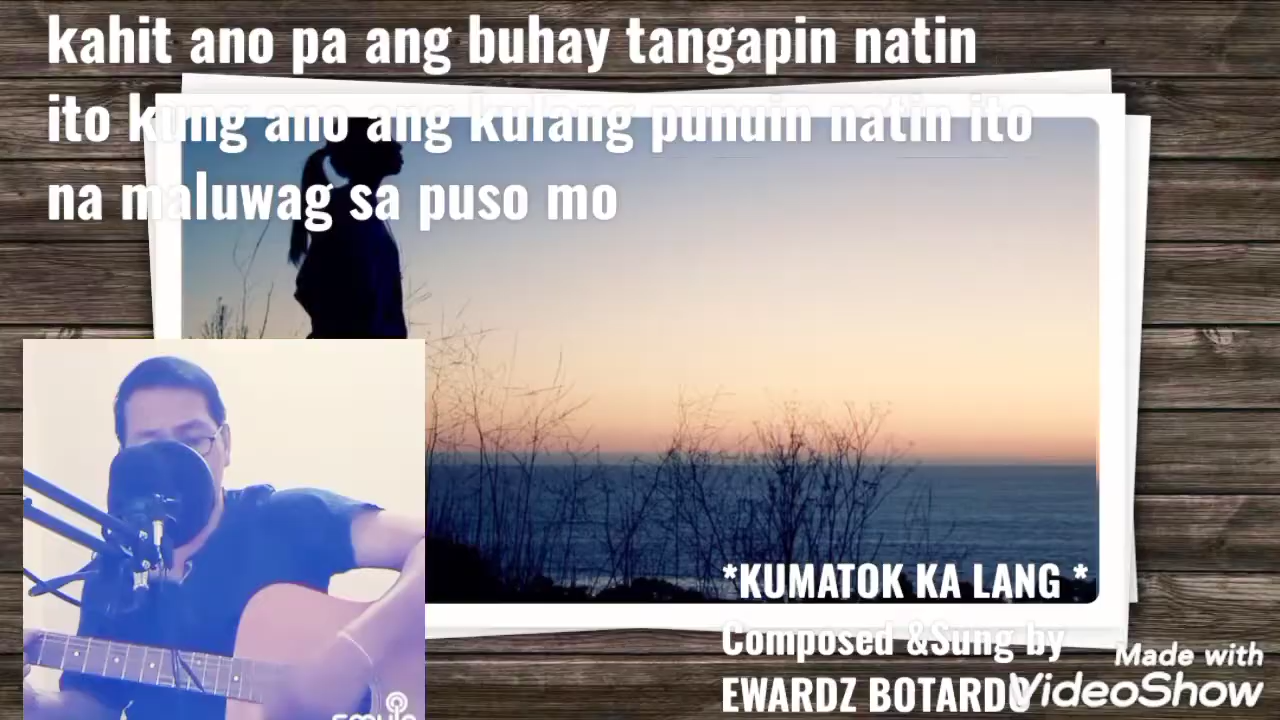 kahit ano pa ang buhay tangapin natin
ito kung ano ang kulang punuin natin ito
na maluwag sa puso mo
*KUMATOK KA LANG *
Composed &Sung by
EWARDZ BOTARDO
Made with
VideoShow
smule